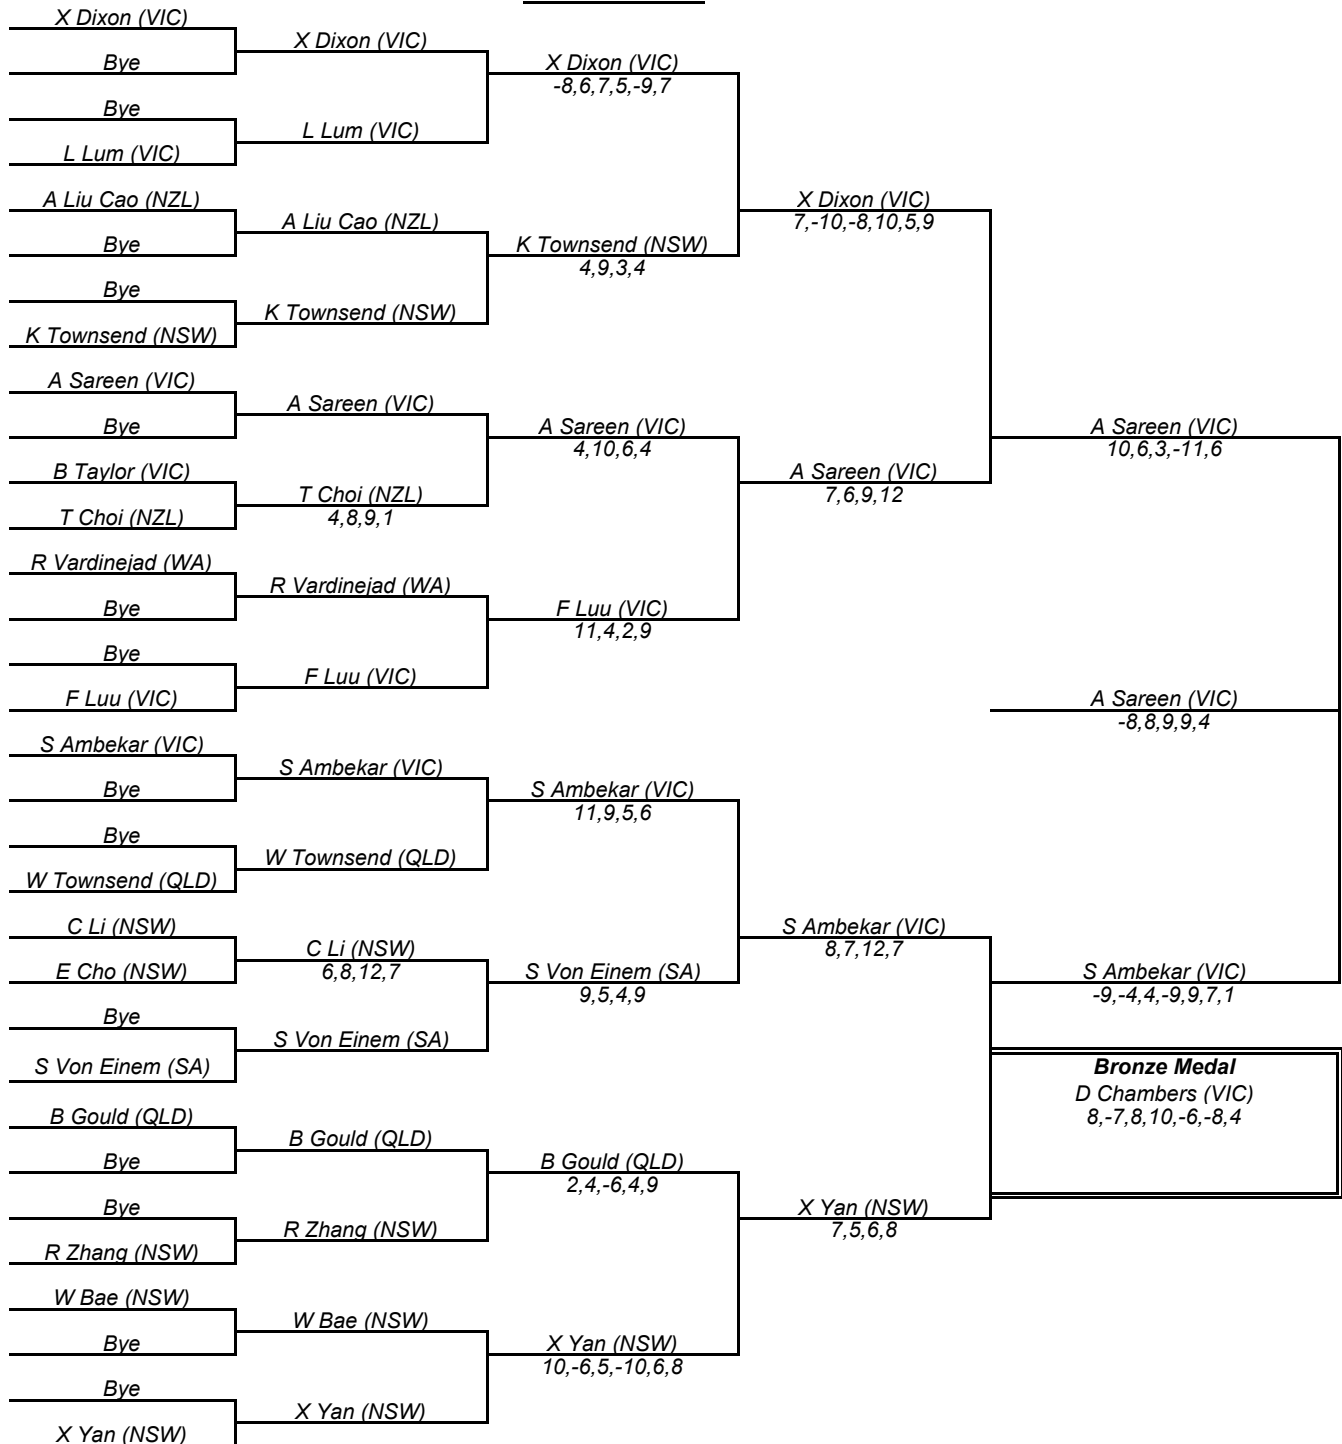 X Dixon (VIC)
Bye
Bye
L Lum (VIC)
A Liu Cao (NZL)
Bye
Bye
K Townsend (NSW)
A Sareen (VIC)
Bye
B Taylor (VIC)
T Choi (NZL)
R Vardinejad (WA)
Bye
Bye
F Luu (VIC)
S Ambekar (VIC)
Bye
Bye
W Townsend (QLD)
C Li (NSW)
E Cho (NSW)
Bye
S Von Einem (SA)
B Gould (QLD)
Bye
Bye
R Zhang (NSW)
W Bae (NSW)
Bye
Bye
X Yan (NSW)
X Dixon (VIC)
L Lum (VIC)
A Liu Cao (NZL)
K Townsend (NSW)
A Sareen (VIC)
T Choi (NZL)
4,8,9,1
R Vardinejad (WA)
F Luu (VIC)
S Ambekar (VIC)
W Townsend (QLD)
C Li (NSW)
6,8,12,7
S Von Einem (SA)
B Gould (QLD)
R Zhang (NSW)
W Bae (NSW)
X Yan (NSW)
X Dixon (VIC)
-8,6,7,5,-9,7
K Townsend (NSW)
4,9,3,4
A Sareen (VIC)
4,10,6,4
F Luu (VIC)
11,4,2,9
S Ambekar (VIC)
11,9,5,6
S Von Einem (SA)
9,5,4,9
B Gould (QLD)
2,4,-6,4,9
X Yan (NSW)
10,-6,5,-10,6,8
X Dixon (VIC)
7,-10,-8,10,5,9
A Sareen (VIC)
7,6,9,12
S Ambekar (VIC)
8,7,12,7
X Yan (NSW)
7,5,6,8
A Sareen (VIC)
10,6,3,-11,6
A Sareen (VIC)
-8,8,9,9,4
S Ambekar (VIC)
-9,-4,4,-9,9,7,1
Bronze Medal
D Chambers (VIC)
8,-7,8,10,-6,-8,4